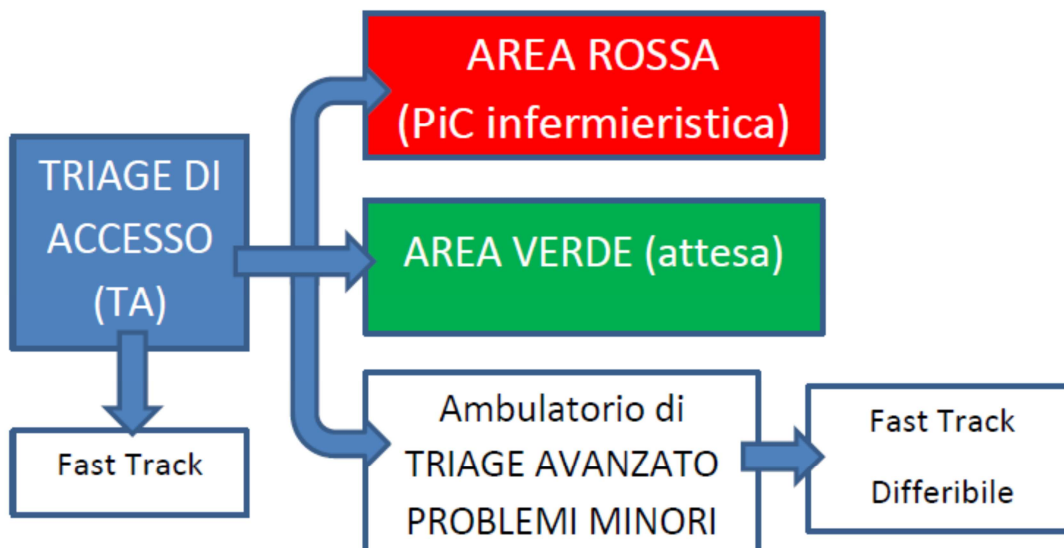 AREA ROSSA
(PiC infermieristica)
TRIAGE DI
ACCESSO
(TA)
AREA VERDE (attesa)
Fast Track
Ambulatorio di
TRIAGE AVANZATO
PROBLEMI MINORI
Fast Track
Differibile